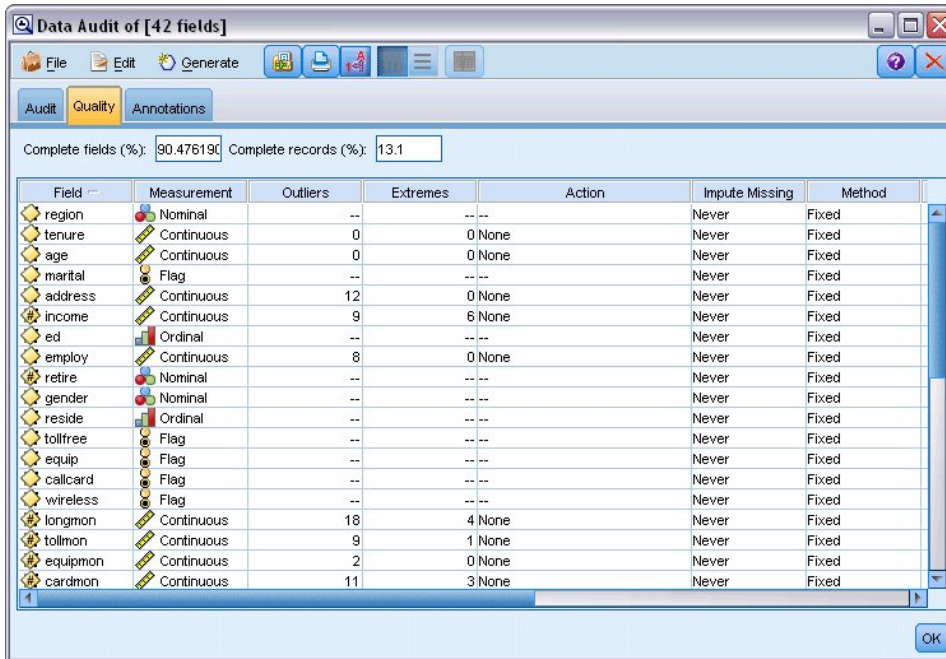 Data Audit of [42 fields]
File Edit Generate
Audit Quality Annotations
Complete fields (%): 90.476190 Complete records (%): 13.1
Field Measurement Outliers Extremes Action Impute Missing Method
region Nominal -- -- -- Never Fixed
tenure Continuous 0 0 None Never Fixed
age Continuous 0 0 None Never Fixed
marital Flag -- -- -- Never Fixed
address Continuous 12 0 None Never Fixed
income Continuous 9 6 None Never Fixed
ed Ordinal -- -- -- Never Fixed
employ Continuous 8 0 None Never Fixed
retire Nominal -- -- -- Never Fixed
gender Nominal -- -- -- Never Fixed
reside Ordinal -- -- -- Never Fixed
tollfree Flag -- -- -- Never Fixed
equip Flag -- -- -- Never Fixed
callcard Flag -- -- -- Never Fixed
wireless Flag -- -- -- Never Fixed
longmon Continuous 18 4 None Never Fixed
tollmon Continuous 9 1 None Never Fixed
equipmon Continuous 2 0 None Never Fixed
cardmon Continuous 11 3 None Never Fixed
OK